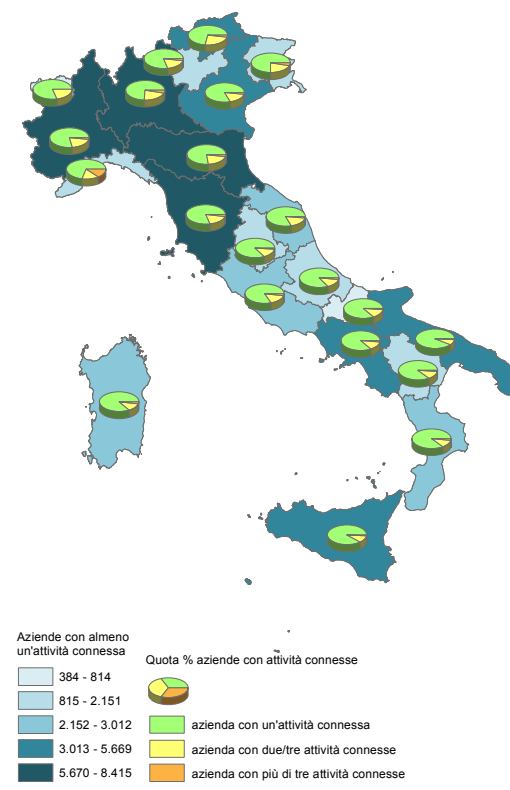 Aziende con almeno
un'attività connessa
384 - 814
815 - 2.151
2.152 - 3.012
3.013 - 5.669
5.670 - 8.415
Quota % aziende con attività connesse
azienda con un'attività connessa
azienda con due/tre attività connesse
azienda con più di tre attività connesse